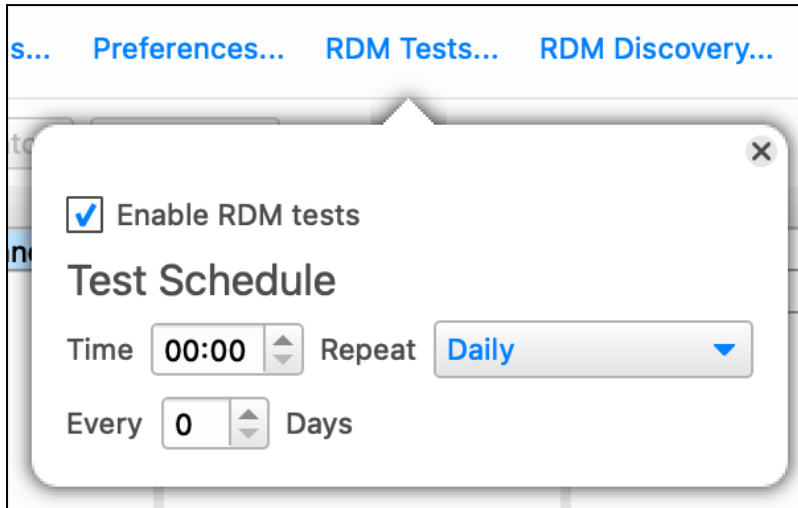 s... Preferences... RDM Tests... RDM Discovery...
Enable RDM tests
Test Schedule
Time 00:00 Repeat Daily
Every 0 Days